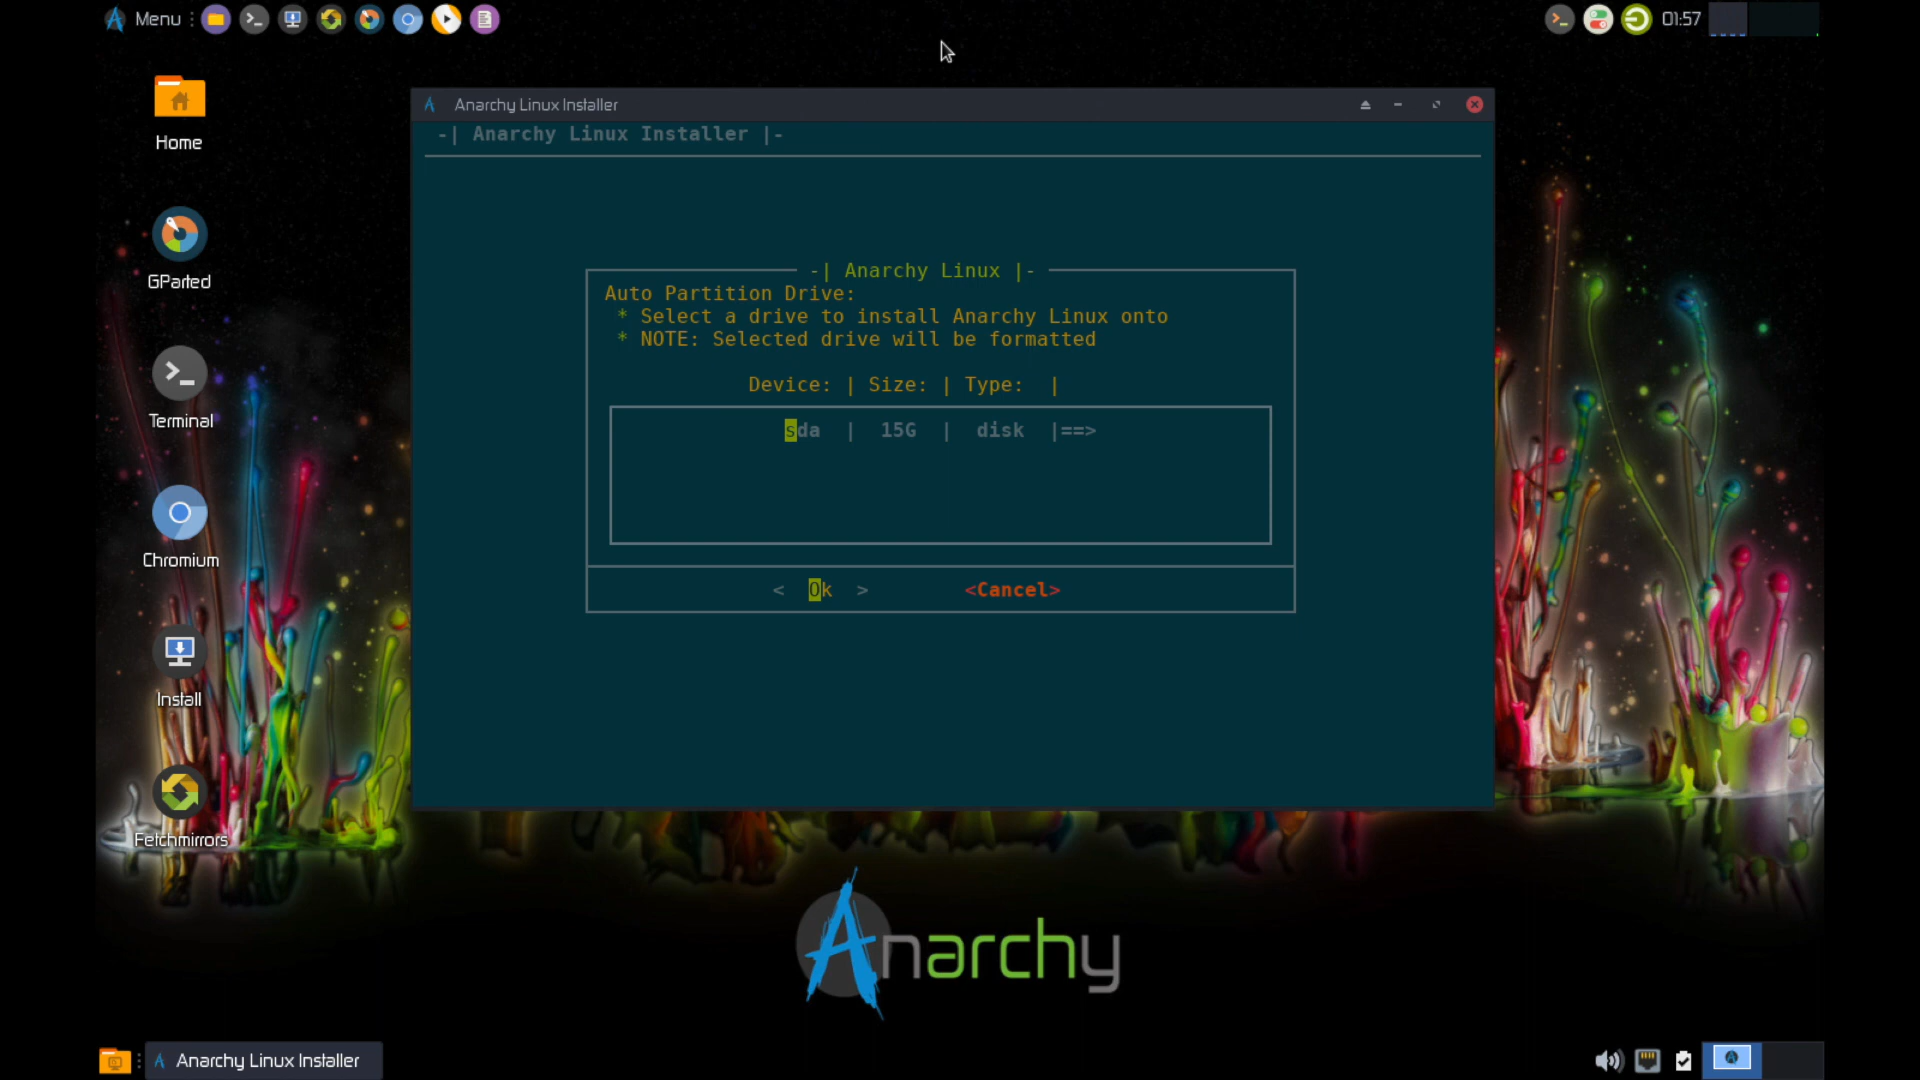 Menu
01:57
Home
GParted
Terminal
Chromium
Install
Fetchmirrors
Anarchy Linux Installer
-| Anarchy Linux Installer |-
-| Anarchy Linux |-
Auto Partition Drive:
* Select a drive to install Anarchy Linux onto
* NOTE: Selected drive will be formatted
Device: | Size: | Type: |
sda | 15G | disk |==>
< Ok > <Cancel>
Anarchy
Anarchy Linux Installer